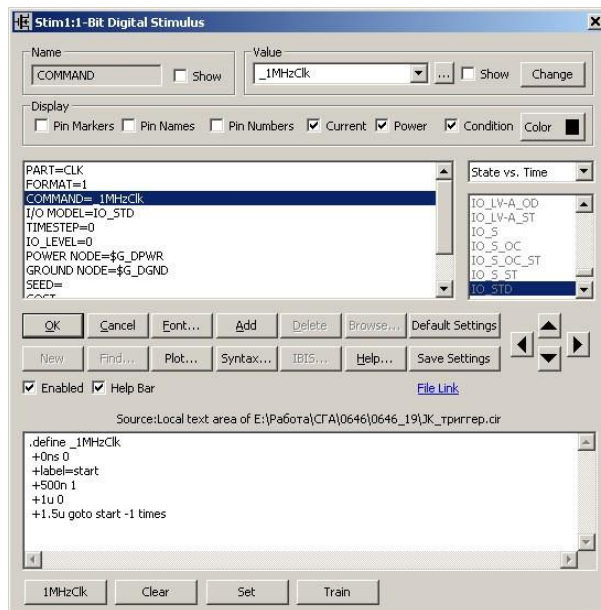 Stim1:1-Bit Digital Stimulus
Name
COMMAND
Show
Value
_1MHzClk
...
Show
Change
Display
Pin Markers
Pin Names
Pin Numbers
Current
Power
Condition
Color
PART=CLK
FORMAT=1
COMMAND=_1MHzClk
I/O MODEL=IO_STD
TIMESTEP=0
IO_LEVEL=0
POWER NODE=$G_DPWR
GROUND NODE=$G_DGND
SEED=
State vs. Time
IO_LV-A_OD
IO_LV-A_ST
IO_S
IO_S_OC
IO_S_OC_ST
IO_S_ST
IO_STD
OK
Cancel
Font...
Add
Delete
Browse...
Default Settings
New
Find...
Plot...
Syntax...
IBIS...
Help...
Save Settings
Enabled
Help Bar
File Link
Source:Local text area of E:\Работа\СГА\0646\0646_19\JK_триггер.cir
.define _1MHzClk
+0ns 0
+label=start
+500n 1
+1u 0
+1.5u goto start -1 times
1MHzClk
Clear
Set
Train